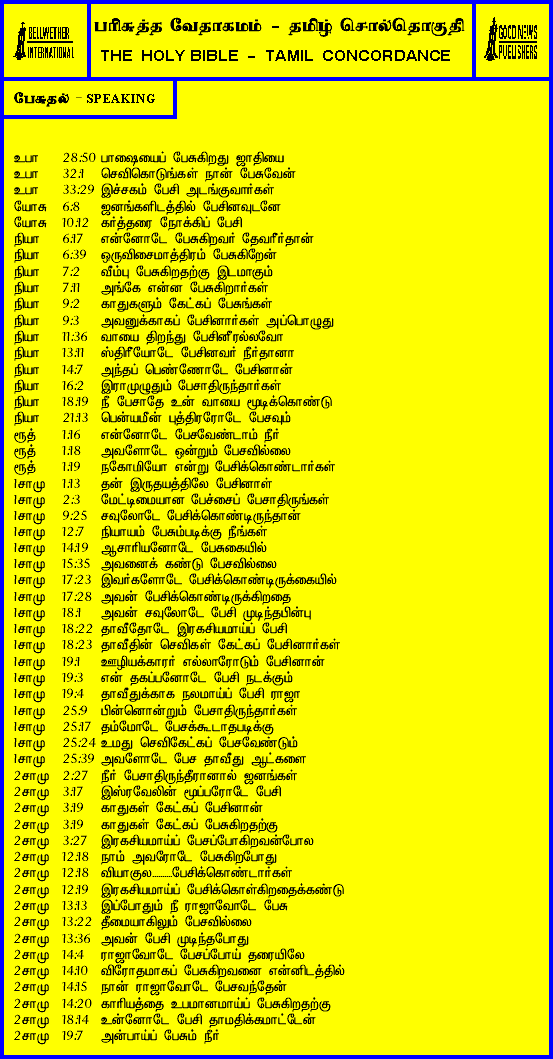 BELLWETHER
INTERNATIONAL
பரிசுத்த வேதாகமம் - தமிழ் சொல்தொகுதி
THE HOLY BIBLE - TAMIL CONCORDANCE
GOOD NEWS
PUBLISHERS
பேசுதல் - SPEAKING
உபா 28:50 பாஷையைப் பேசுகிறது ஜாதியை
உபா 32:1 செவிகொடுங்கள் நான் பேசுவேன்
உபா 33:29 இச்சகம் பேசி அடங்குவார்கள்
யோசு 6:8 ஜனங்களிடத்தில் பேசினவுடனே
யோசு 10:12 கர்த்தரை நோக்கிப் பேசி
நியா 6:17 என்னோடே பேசுகிறவர் தேவரீர்தான்
நியா 6:39 ஒருவிசைமாத்திரம் பேசுகிறேன்
நியா 7:2 வீம்பு பேசுகிறதற்கு இடமாகும்
நியா 7:11 அங்கே என்ன பேசுகிறார்கள்
நியா 9:2 காதுகளும் கேட்கப் பேசுங்கள்
நியா 9:3 அவனுக்காகப் பேசினார்கள் அப்பொழுது
நியா 11:36 வாயை திறந்து பேசினீரல்லவோ
நியா 13:11 ஸ்திரீயோடே பேசினவர் நீர்தானா
நியா 14:7 அந்தப் பெண்ணோடே பேசினான்
நியா 16:2 இராமுழுதும் பேசாதிருந்தார்கள்
நியா 18:19 நீ பேசாதே உன் வாயை மூடிக்கொண்டு
நியா 21:13 பென்யமீன் புத்திரரோடே பேசவும்
ரூத் 1:16 என்னோடே பேசவேண்டாம் நீர்
ரூத் 1:18 அவளோடே ஒன்றும் பேசவில்லை
ரூத் 1:19 நகோமியோ என்று பேசிக்கொண்டார்கள்
1சாமு 1:13 தன் இருதயத்திலே பேசினாள்
1சாமு 2:3 மேட்டிமையான பேச்சைப் பேசாதிருங்கள்
1சாமு 9:25 சவுலோடே பேசிக்கொண்டிருந்தான்
1சாமு 12:7 நியாயம் பேசும்படிக்கு நீங்கள்
1சாமு 14:19 ஆசாரியனோடே பேசுகையில்
1சாமு 15:35 அவனைக் கண்டு பேசவில்லை
1சாமு 17:23 இவர்களோடே பேசிக்கொண்டிருக்கையில்
1சாமு 17:28 அவன் பேசிக்கொண்டிருக்கிறதை
1சாமு 18:1 அவன் சவுலோடே பேசி முடிந்தபின்பு
1சாமு 18:22 தாவீதோடே இரகசியமாய்ப் பேசி
1சாமு 18:23 தாவீதின் செவிகள் கேட்கப் பேசினார்கள்
1சாமு 19:1 ஊழியக்காரர் எல்லாரோடும் பேசினான்
1சாமு 19:3 என் தகப்பனோடே பேசி நடக்கும்
1சாமு 19:4 தாவீதுக்காக நலமாய்ப் பேசி ராஜா
1சாமு 25:9 பின்னொன்றும் பேசாதிருந்தார்கள்
1சாமு 25:17 தம்மோடே பேசக்கூடாதபடிக்கு
1சாமு 25:24 உமது செவிகேட்கப் பேசவேண்டும்
1சாமு 25:39 அவளோடே பேச தாவீது ஆட்களை
2சாமு 2:27 நீர் பேசாதிருந்தீரானால் ஜனங்கள்
2சாமு 3:17 இஸ்ரவேலின் மூப்பரோடே பேசி
2சாமு 3:19 காதுகள் கேட்கப் பேசினான்
2சாமு 3:19 காதுகள் கேட்கப் பேசுகிறதற்கு
2சாமு 3:27 இரகசியமாய்ப் பேசப்போகிறவன்போல
2சாமு 12:18 நாம் அவரோடே பேசுகிறபோது
2சாமு 12:18 வியாகுல..........பேசிக்கொண்டார்கள்
2சாமு 12:19 இரகசியமாய்ப் பேசிக்கொள்கிறதைக்கண்டு
2சாமு 13:13 இப்போதும் நீ ராஜாவோடே பேசு
2சாமு 13:22 தீமையாகிலும் பேசவில்லை
2சாமு 13:36 அவன் பேசி முடிந்தபோது
2சாமு 14:4 ராஜாவோடே பேசப்போய் தரையிலே
2சாமு 14:10 விரோதமாகப் பேசுகிறவனை என்னிடத்தில்
2சாமு 14:15 நான் ராஜாவோடே பேசவந்தேன்
2சாமு 14:20 காரியத்தை உபமானமாய்ப் பேசுகிறதற்கு
2சாமு 18:14 உன்னோடே பேசி தாமதிக்கமாட்டேன்
2சாமு 19:7 அன்பாய்ப் பேசும் நீர்